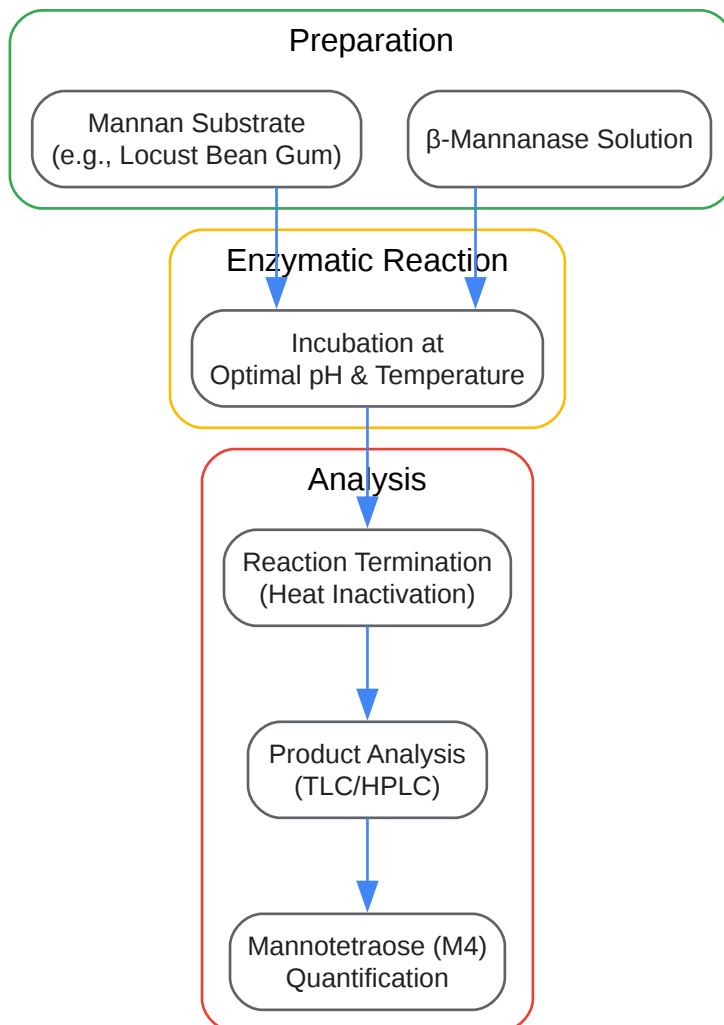 Preparation
Mannan Substrate
(e.g., Locust Bean Gum)
β-Mannanase Solution
Enzymatic Reaction
Incubation at
Optimal pH & Temperature
Analysis
Reaction Termination
(Heat Inactivation)
Product Analysis
(TLC/HPLC)
Mannotetraose (M4)
Quantification